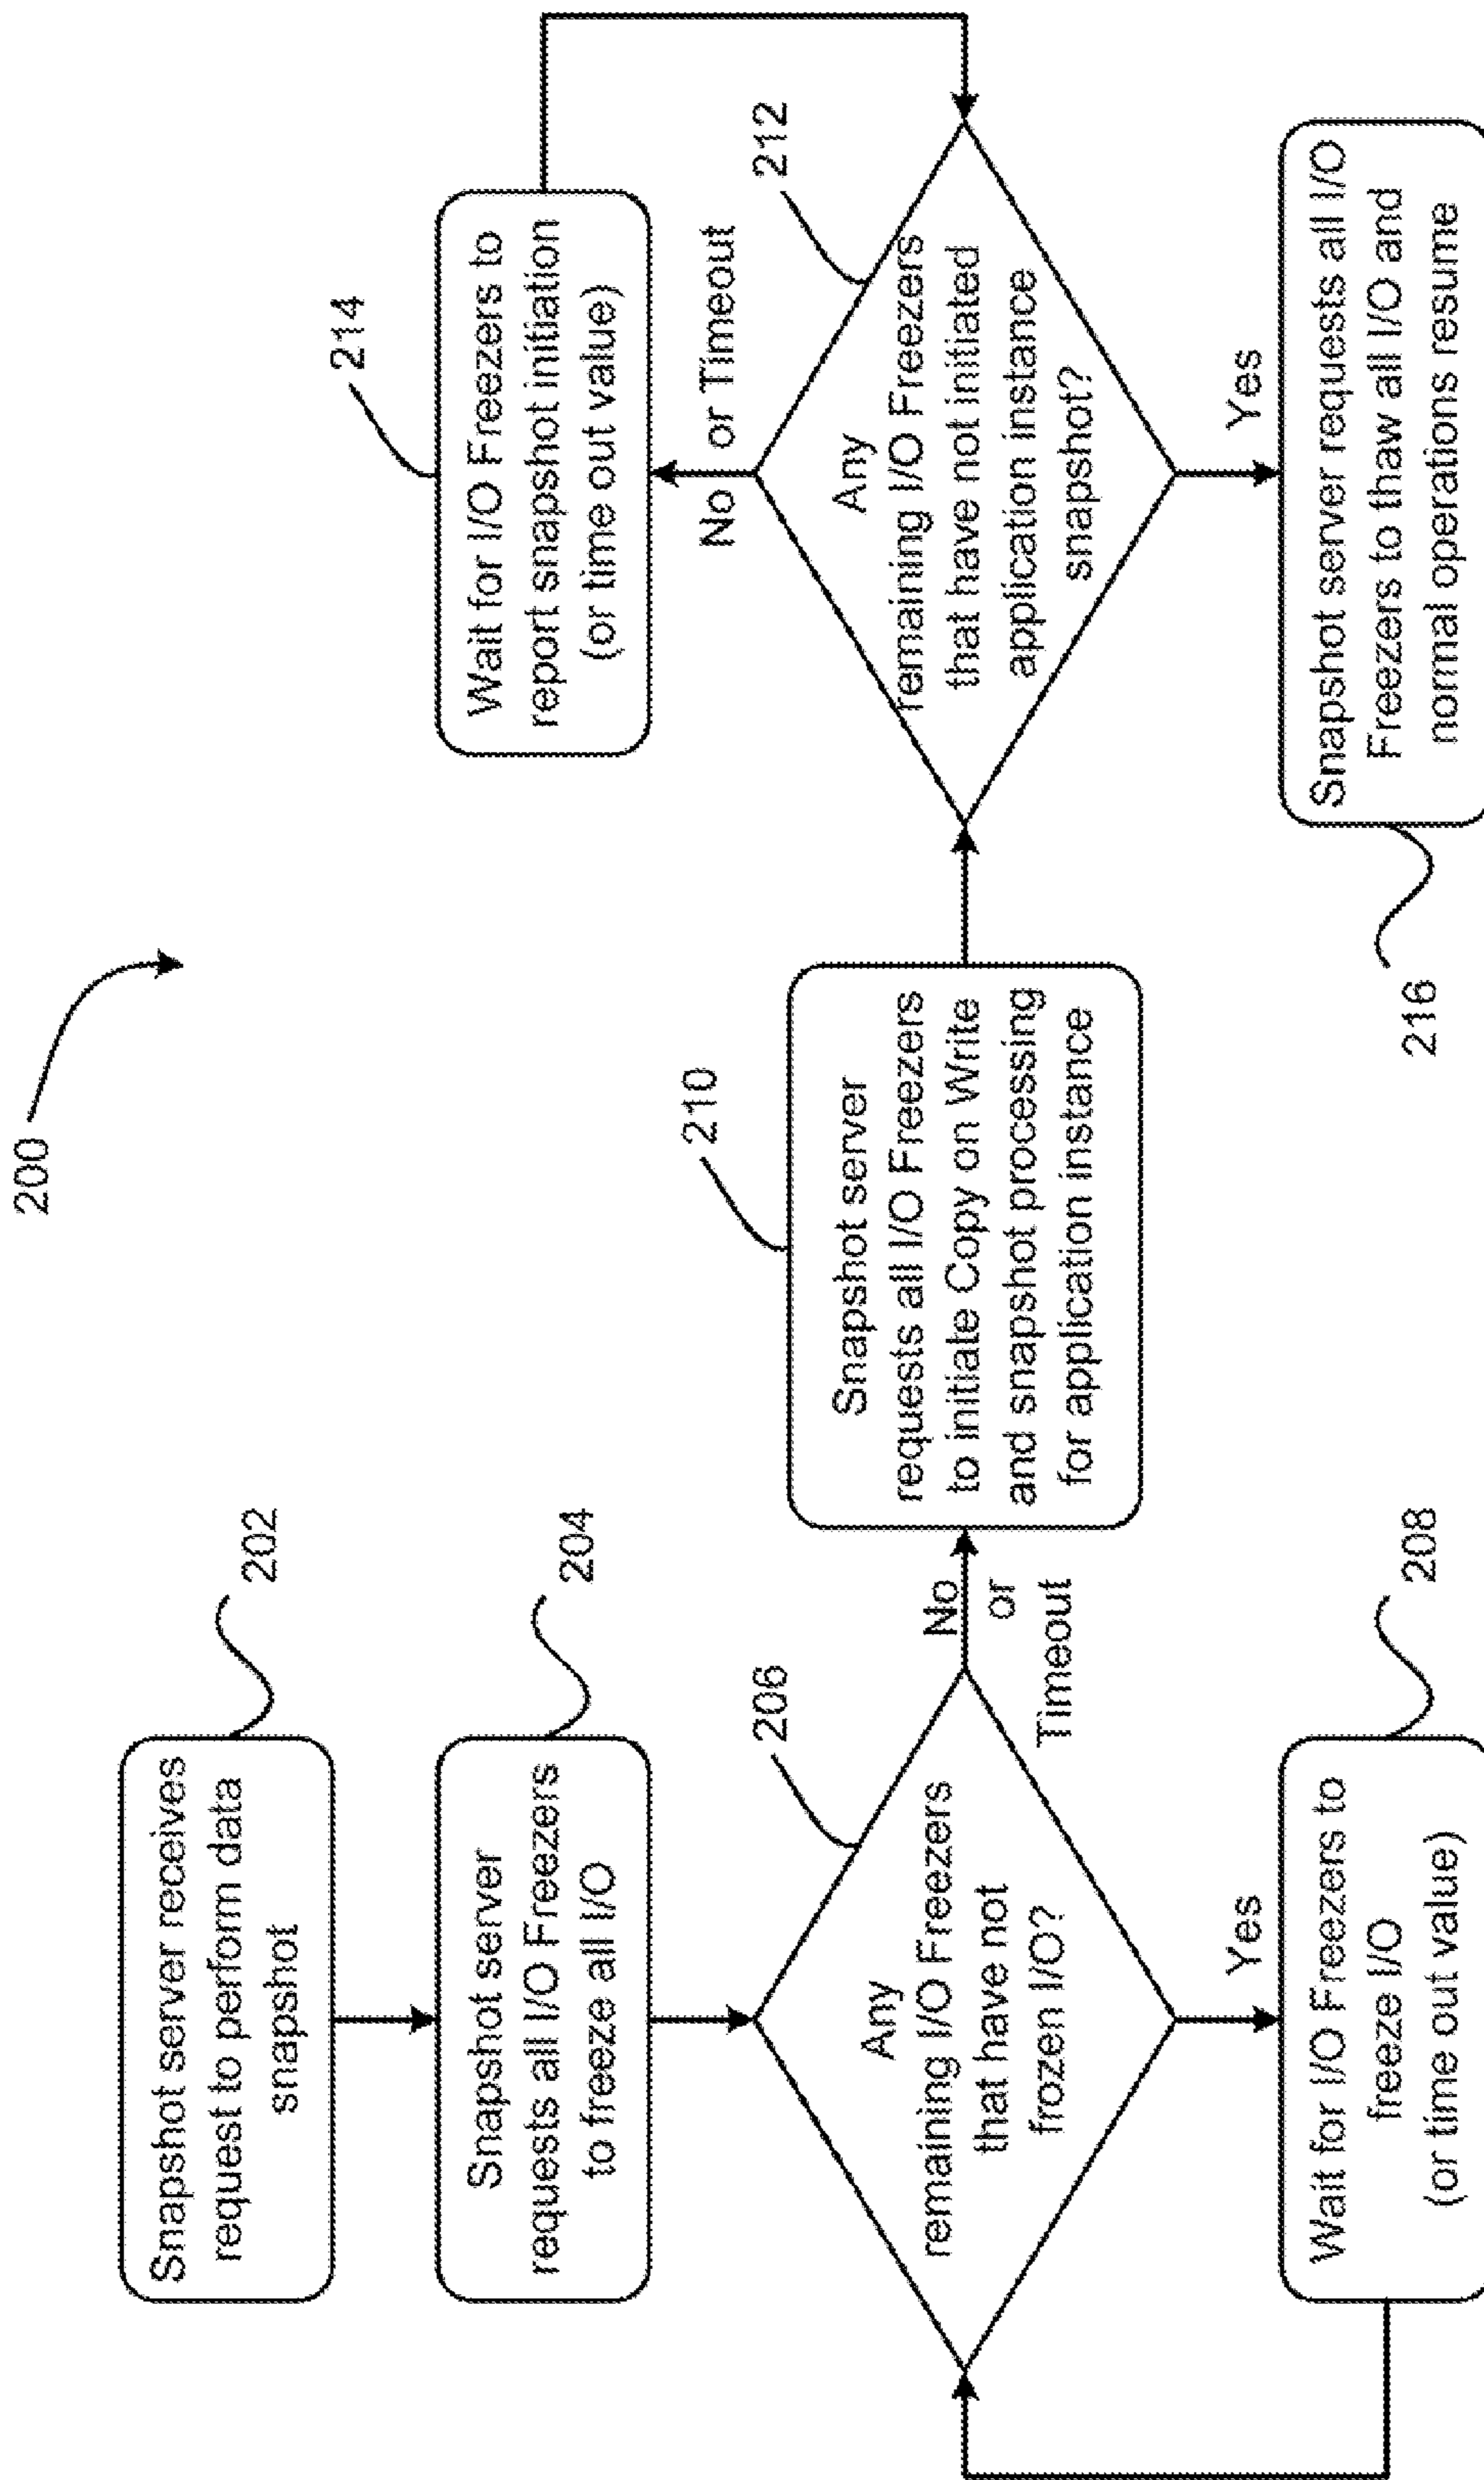 200
Snapshot server receives
request to perform data
snapshot
202
Snapshot server
requests all I/O Freezers
to freeze all I/O
204
Any
remaining I/O Freezers
that have not
frozen I/O?
206
No
or
Timeout
Yes
Wait for I/O Freezers to
freeze I/O
(or time out value)
208
Snapshot server
requests all I/O Freezers
to initiate Copy on Write
and snapshot processing
for application instance
210
Any
remaining I/O Freezers
that have not initiated
application instance
snapshot?
212
No or Timeout
Wait for I/O Freezers to
report snapshot initiation
(or time out value)
214
Yes
Snapshot server requests all I/O
Freezers to thaw all I/O and
normal operations resume
216